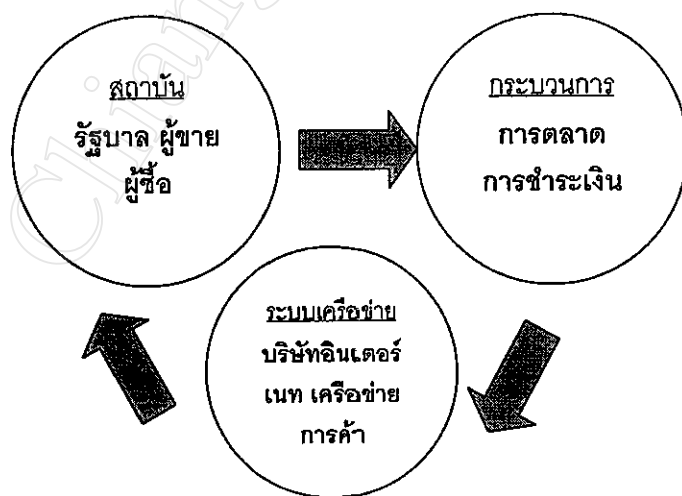 สถาบัน
รัฐบาล ผู้ขาย
ผู้ซื้อ
กระบวนการ
การตลาด
การชำระเงิน
ระบบเครือข่าย
บริษัทอินเตอร์
เนท เครือข่าย
การค้า
Chiang